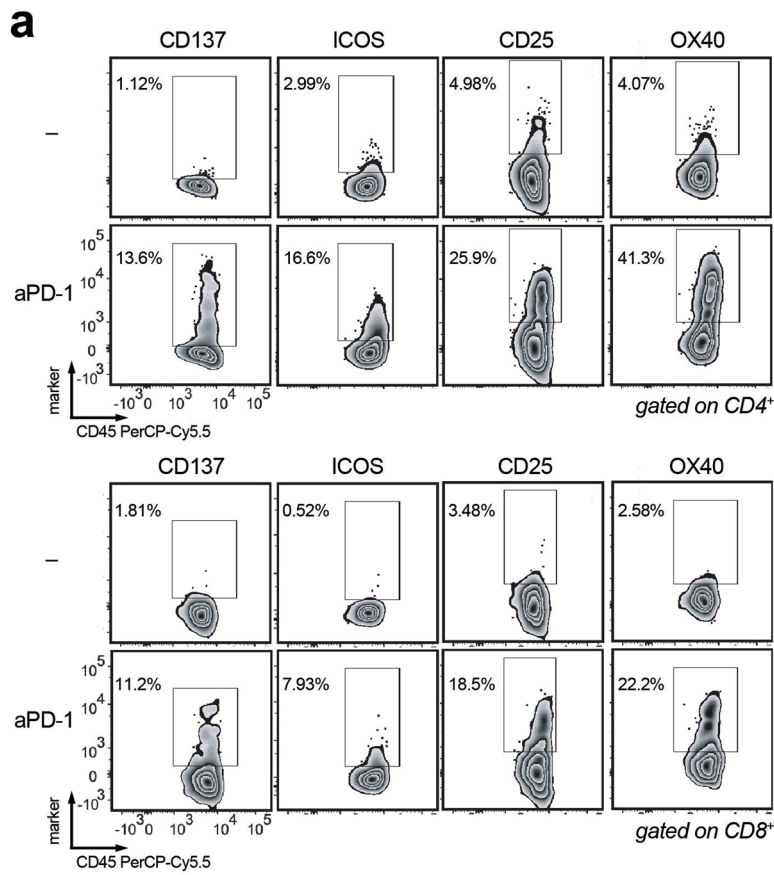 a
CD137 ICOS CD25 OX40
–
1.12% 2.99% 4.98% 4.07%
aPD-1
13.6% 16.6% 25.9% 41.3%
10⁵
10⁴
10³
0
-10³
-10³ 0 10³ 10⁴ 10⁵
marker
CD45 PerCP-Cy5.5
gated on CD4⁺
CD137 ICOS CD25 OX40
–
1.81% 0.52% 3.48% 2.58%
aPD-1
11.2% 7.93% 18.5% 22.2%
10⁵
10⁴
10³
0
-10³
-10³ 0 10³ 10⁴ 10⁵
marker
CD45 PerCP-Cy5.5
gated on CD8⁺